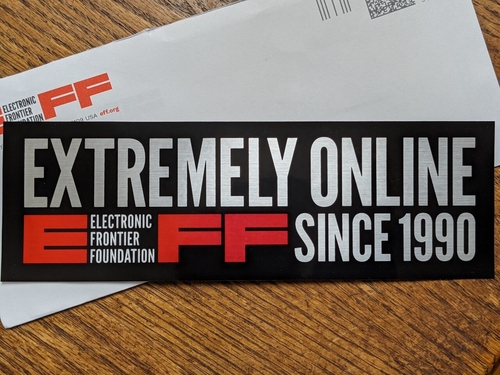 ELECTRONIC
FRONTIER
FOUNDATION
EFF
USA eff.org
EXTREMELY ONLINE
EFF
ELECTRONIC
FRONTIER
FOUNDATION
SINCE 1990